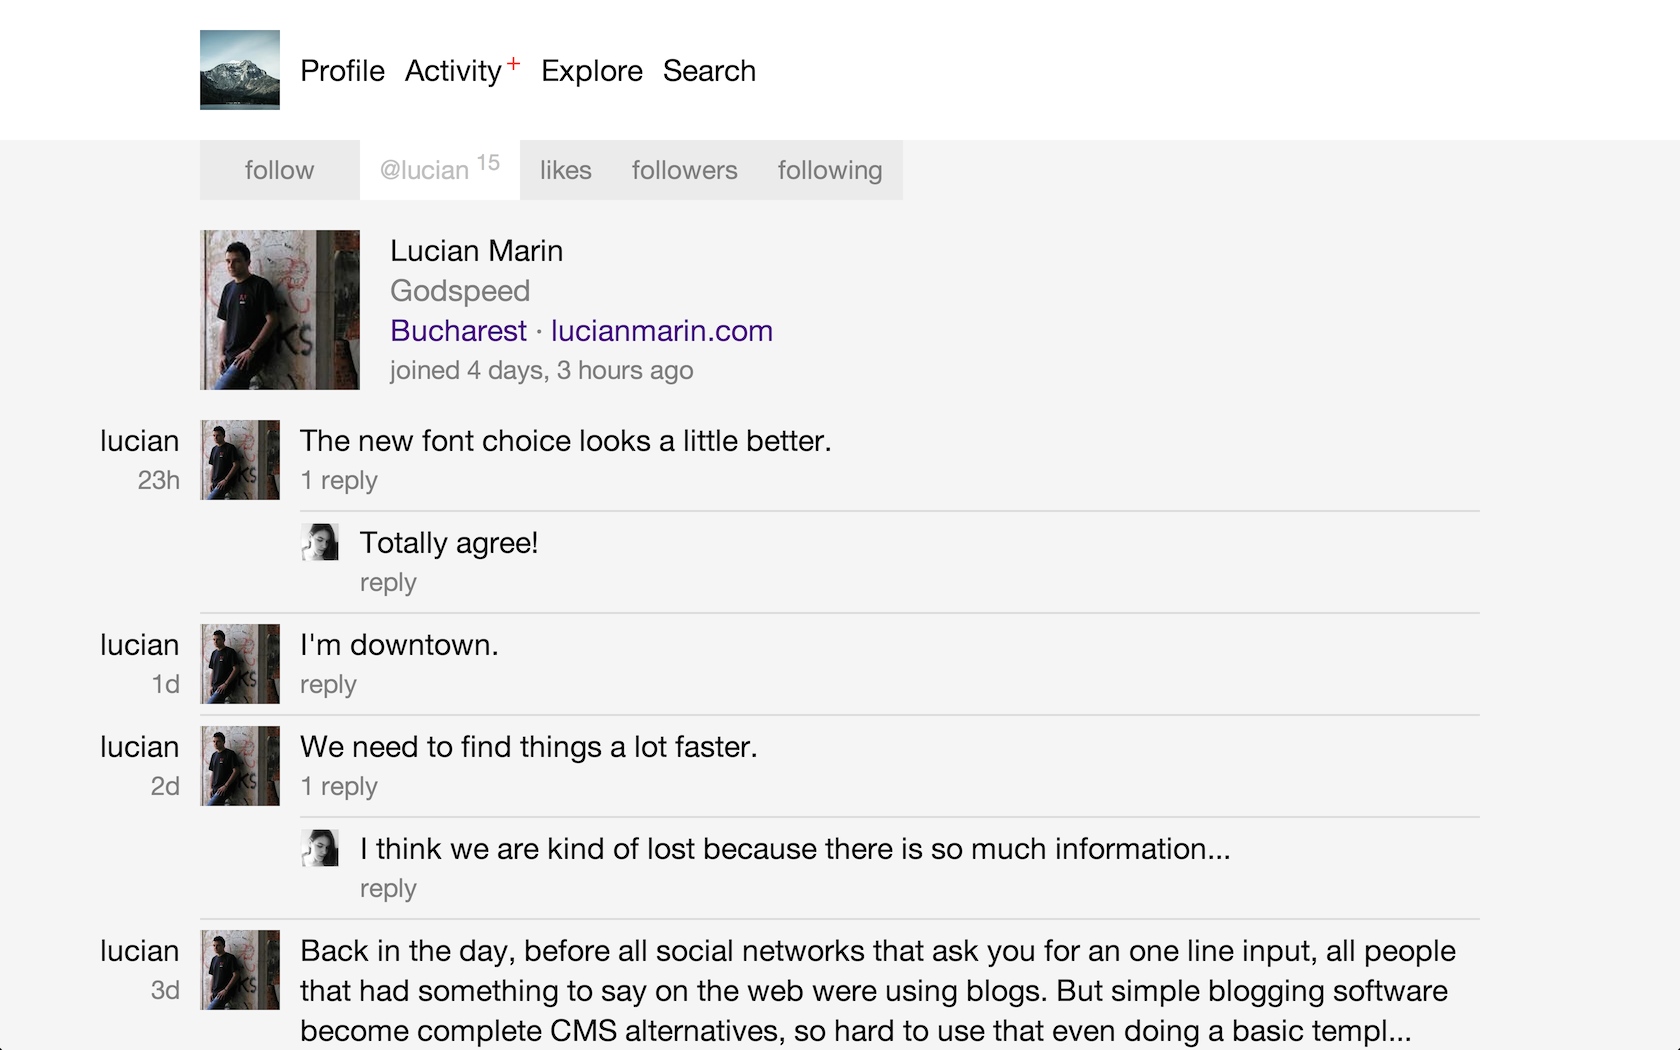 Profile Activity+ Explore Search
follow @lucian 15 likes followers following
Lucian Marin
Godspeed
Bucharest · lucianmarin.com
joined 4 days, 3 hours ago
lucian The new font choice looks a little better.
23h 1 reply
Totally agree!
reply
lucian I'm downtown.
1d reply
lucian We need to find things a lot faster.
2d 1 reply
I think we are kind of lost because there is so much information...
reply
lucian Back in the day, before all social networks that ask you for an one line input, all people
3d that had something to say on the web were using blogs. But simple blogging software
become complete CMS alternatives, so hard to use that even doing a basic templ...